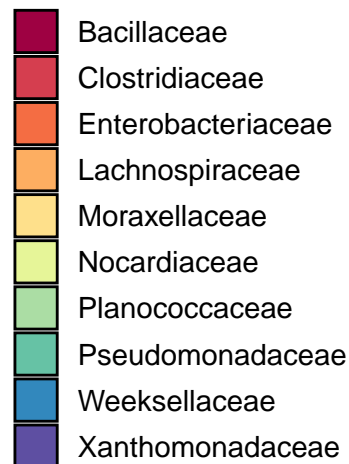 Bacillaceae
Clostridiaceae
Enterobacteriaceae
Lachnospiraceae
Moraxellaceae
Nocardiaceae
Planococcaceae
Pseudomonadaceae
Weeksellaceae
Xanthomonadaceae